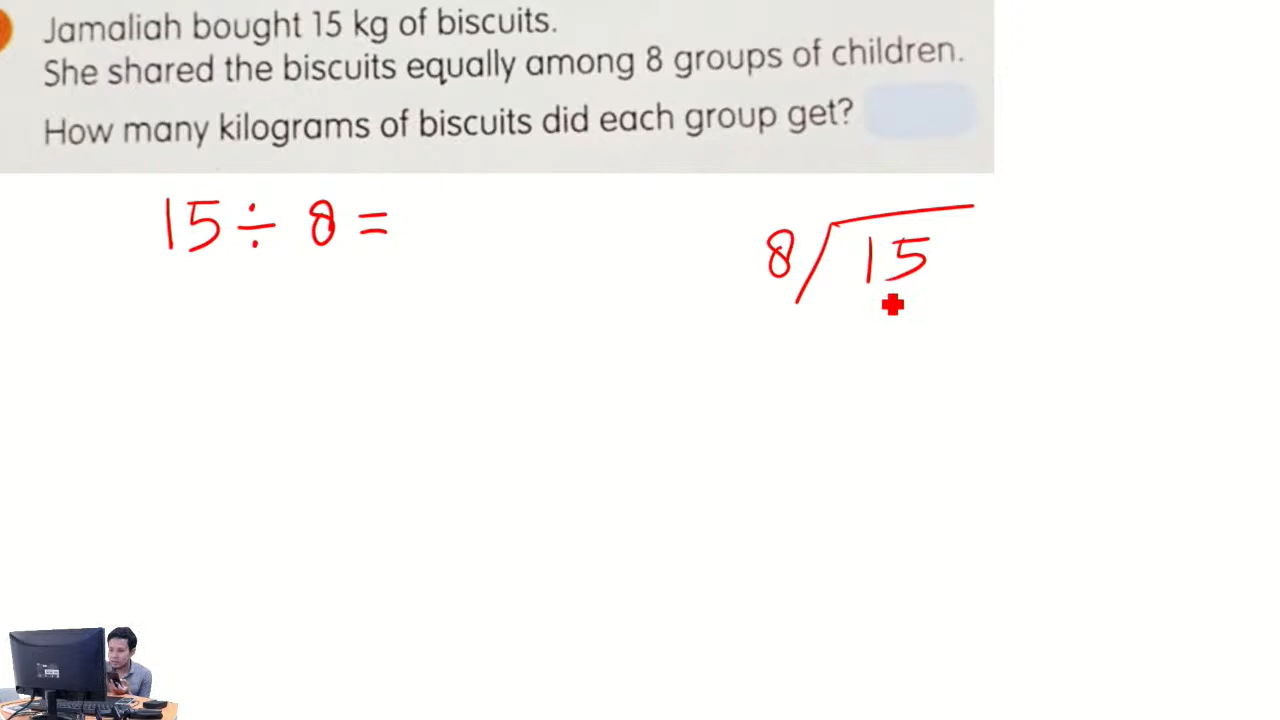 Jamaliah bought 15 kg of biscuits.
She shared the biscuits equally among 8 groups of children.
How many kilograms of biscuits did each group get?
15 ÷ 8 =
8 15